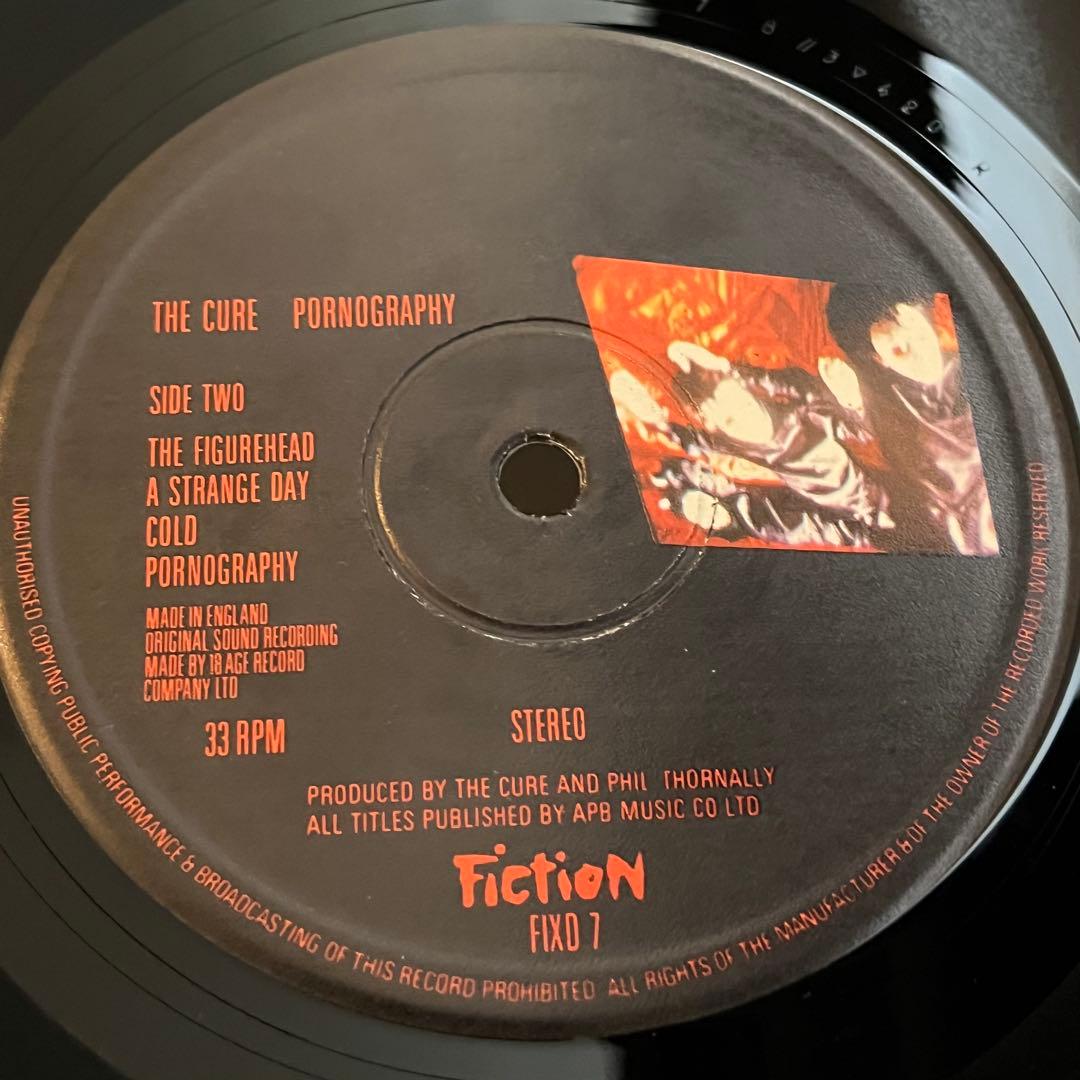 THE CURE PORNOGRAPHY
SIDE TWO
THE FIGUREHEAD
A STRANGE DAY
COLD
PORNOGRAPHY
MADE IN ENGLAND
ORIGINAL SOUND RECORDING
MADE BY 18 AGE RECORD
COMPANY LTD
33 RPM
STEREO
PRODUCED BY THE CURE AND PHIL THORNALLY
ALL TITLES PUBLISHED BY APB MUSIC CO LTD
FICTION
FIXD 7
UNAUTHORISED COPYING PUBLIC PERFORMANCE & BROADCASTING OF THIS RECORD PROHIBITED ALL RIGHTS OF THE MANUFACTURER & OF THE OWNER OF THE RECORDED WORK RESERVED